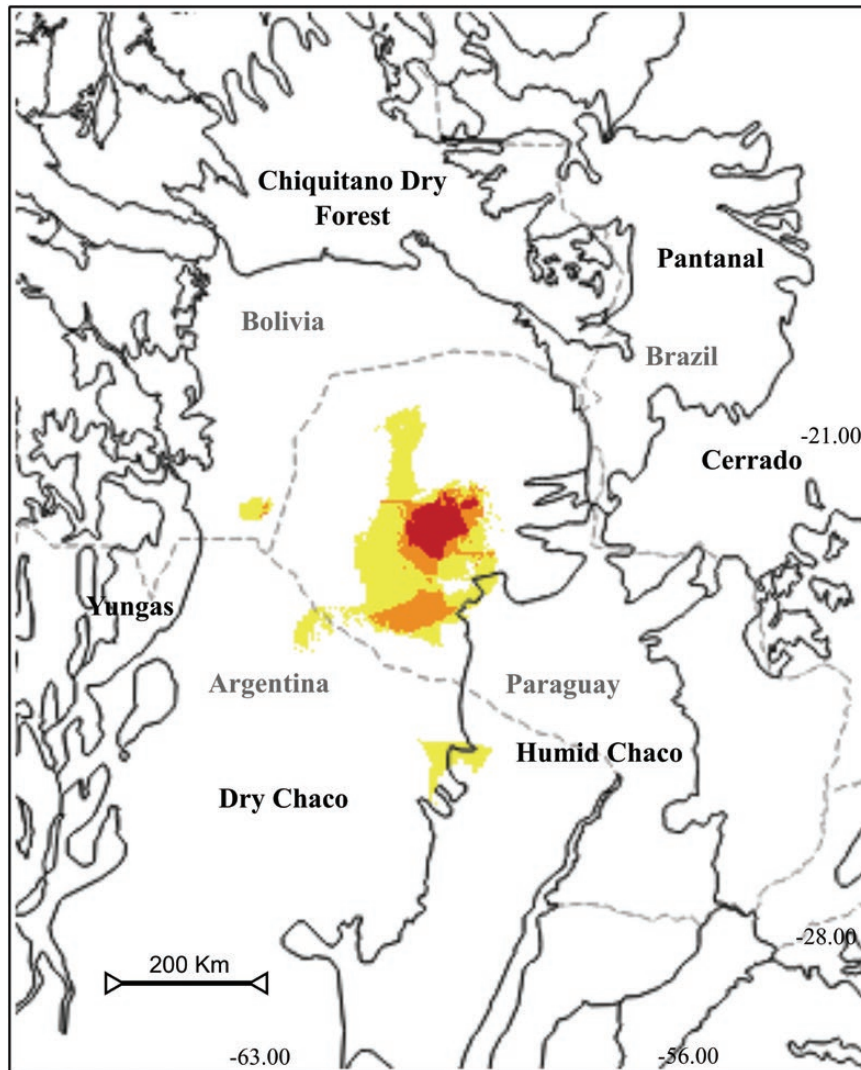 Chiquitano Dry
Forest
Pantanal
Bolivia
Brazil
-21.00
Cerrado
Yungas
Argentina
Paraguay
Humid Chaco
Dry Chaco
-28.00
200 Km
-63.00
-56.00